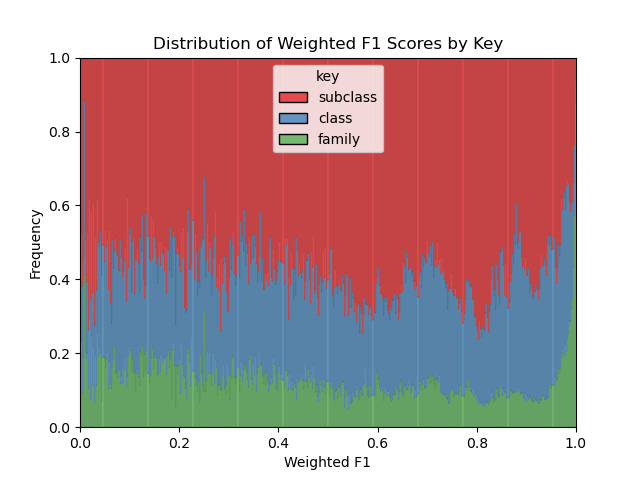 Distribution of Weighted F1 Scores by Key
key
subclass
class
family
Frequency
1.0
0.8
0.6
0.4
0.2
0.0
0.0 0.2 0.4 0.6 0.8 1.0
Weighted F1